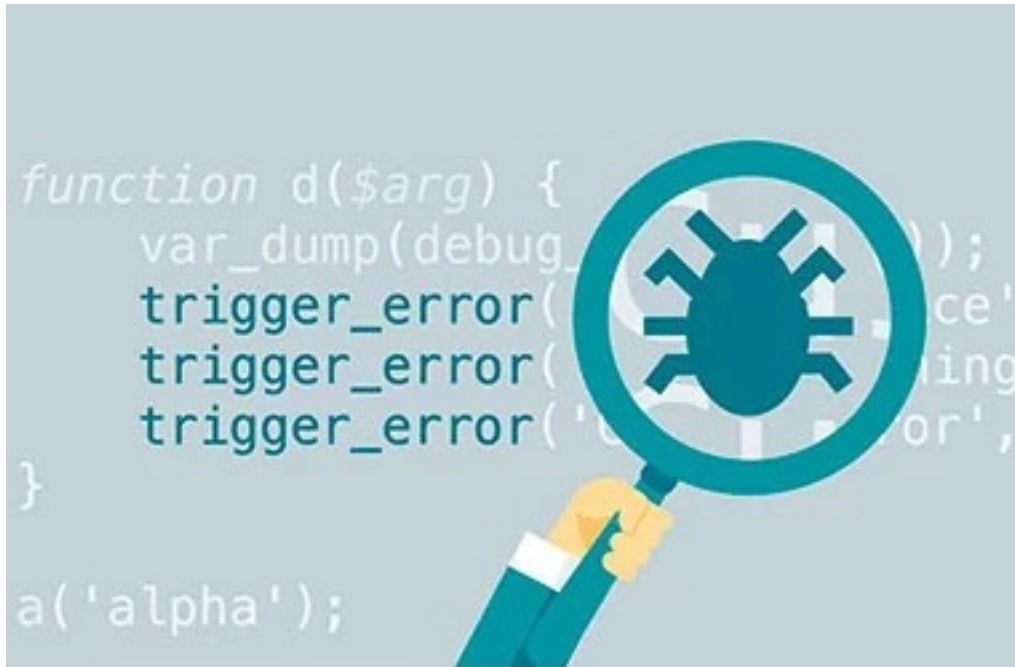 function d($arg) {
var_dump(debug_ ));
trigger_error(
trigger_error(
trigger_error('
}
a('alpha');